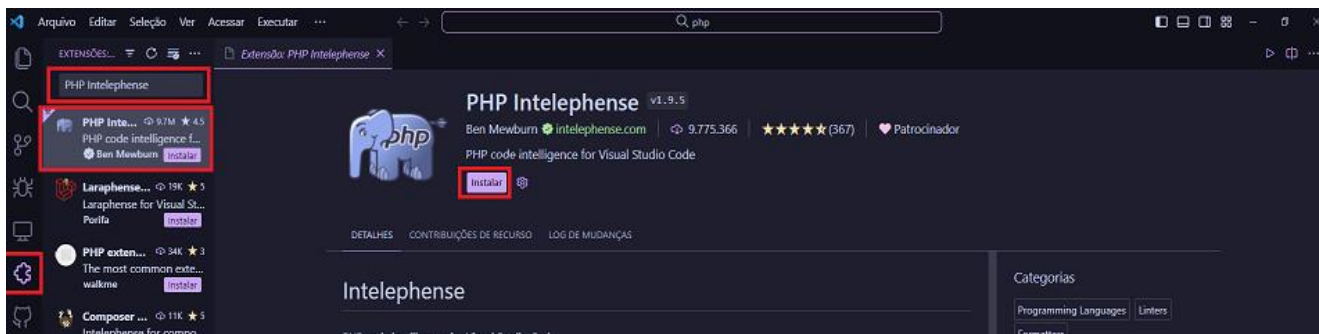 Arquivo Editar Seleção Ver Acessar Executar ···
php
EXTENSÕES:... ···
Extensão: PHP Intelephense
PHP Intelephense
PHP Inte... 9.7M ★ 4.5
PHP code intelligence f...
Ben Mewburn Instalar
Laraphense... 19K ★ 5
Laraphense for Visual St...
Porifa Instalar
PHP exten... 34K ★ 3
The most common exte...
walkme Instalar
Composer ... 11K ★ 5
Intelephense for compo...
php
PHP Intelephense v1.9.5
Ben Mewburn intelephense.com 9.775.366 (367) Patrocinador
PHP code intelligence for Visual Studio Code
Instalar
DETALHES CONTRIBUIÇÕES DE RECURSO LOG DE MUDANÇAS
Intelephense
Categorias
Programming Languages Linters